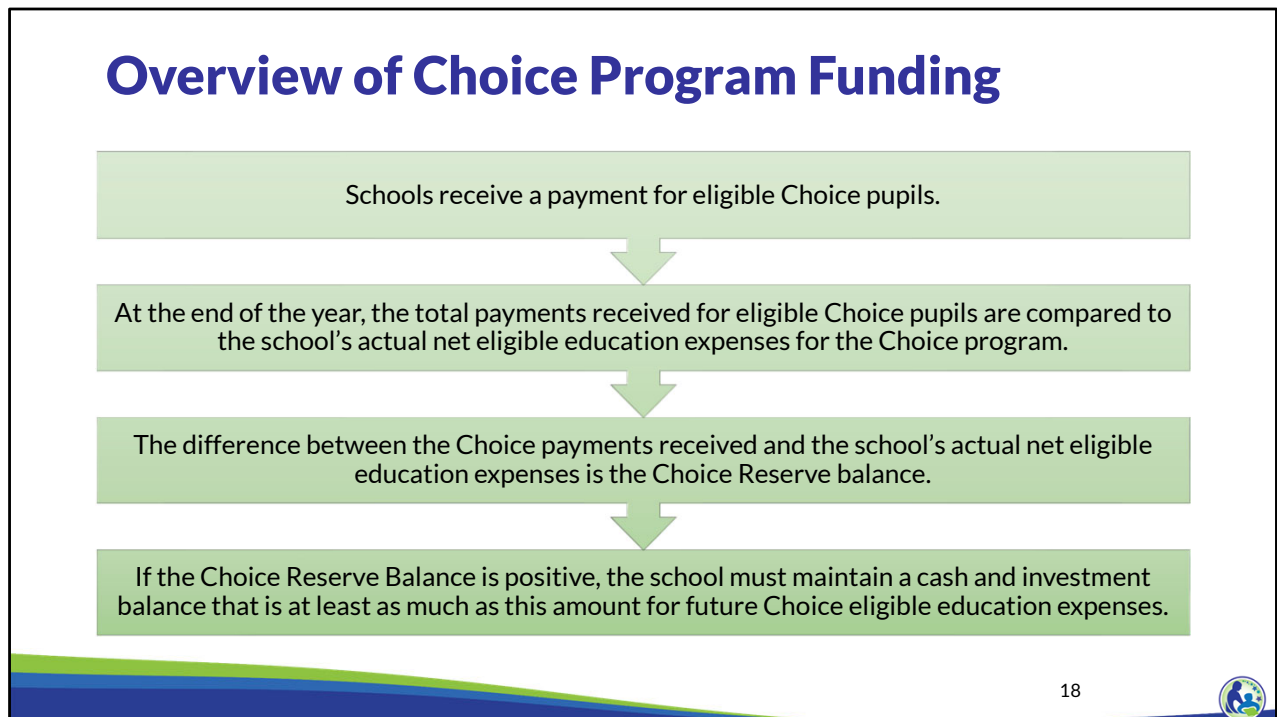 Overview of Choice Program Funding
Schools receive a payment for eligible Choice pupils.
At the end of the year, the total payments received for eligible Choice pupils are compared to
the school’s actual net eligible education expenses for the Choice program.
The difference between the Choice payments received and the school’s actual net eligible
education expenses is the Choice Reserve balance.
If the Choice Reserve Balance is positive, the school must maintain a cash and investment
balance that is at least as much as this amount for future Choice eligible education expenses.
18